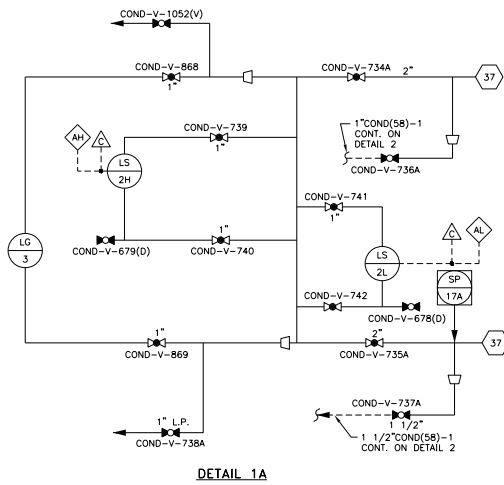 COND-V-1052(V)
COND-V-868
1"
COND-V-734A
2"
37
1"COND(58)-1
CONT. ON
DETAIL 2
COND-V-736A
AH
C
LS
2H
COND-V-739
1"
COND-V-741
1"
C
AL
LG
3
COND-V-679(D)
1"
COND-V-740
LS
2L
SP
17A
COND-V-742
COND-V-678(D)
1"
COND-V-869
2"
COND-V-735A
37
1" L.P.
COND-V-738A
COND-V-737A
1 1/2"
1 1/2"COND(58)-1
CONT. ON DETAIL 2
DETAIL 1A